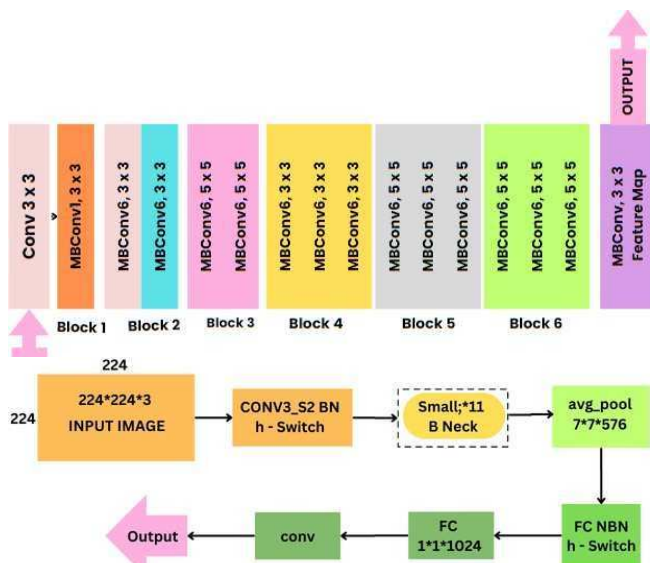 OUTPUT
Conv 3 x 3
MBConv1, 3 x 3
MBConv6, 3 x 3
MBConv6, 3 x 3
MBConv6, 5 x 5
MBConv6, 5 x 5
MBConv6, 3 x 3
MBConv6, 3 x 3
MBConv6, 3 x 3
MBConv6, 5 x 5
MBConv6, 5 x 5
MBConv6, 5 x 5
MBConv6, 5 x 5
MBConv6, 5 x 5
MBConv6, 5 x 5
MBConv, 3 x 3
Feature Map
Block 1
Block 2
Block 3
Block 4
Block 5
Block 6
224
224
224*224*3
INPUT IMAGE
CONV3_S2 BN
h - Switch
Small;*11
B Neck
avg_pool
7*7*576
FC NBN
h - Switch
FC
1*1*1024
conv
Output